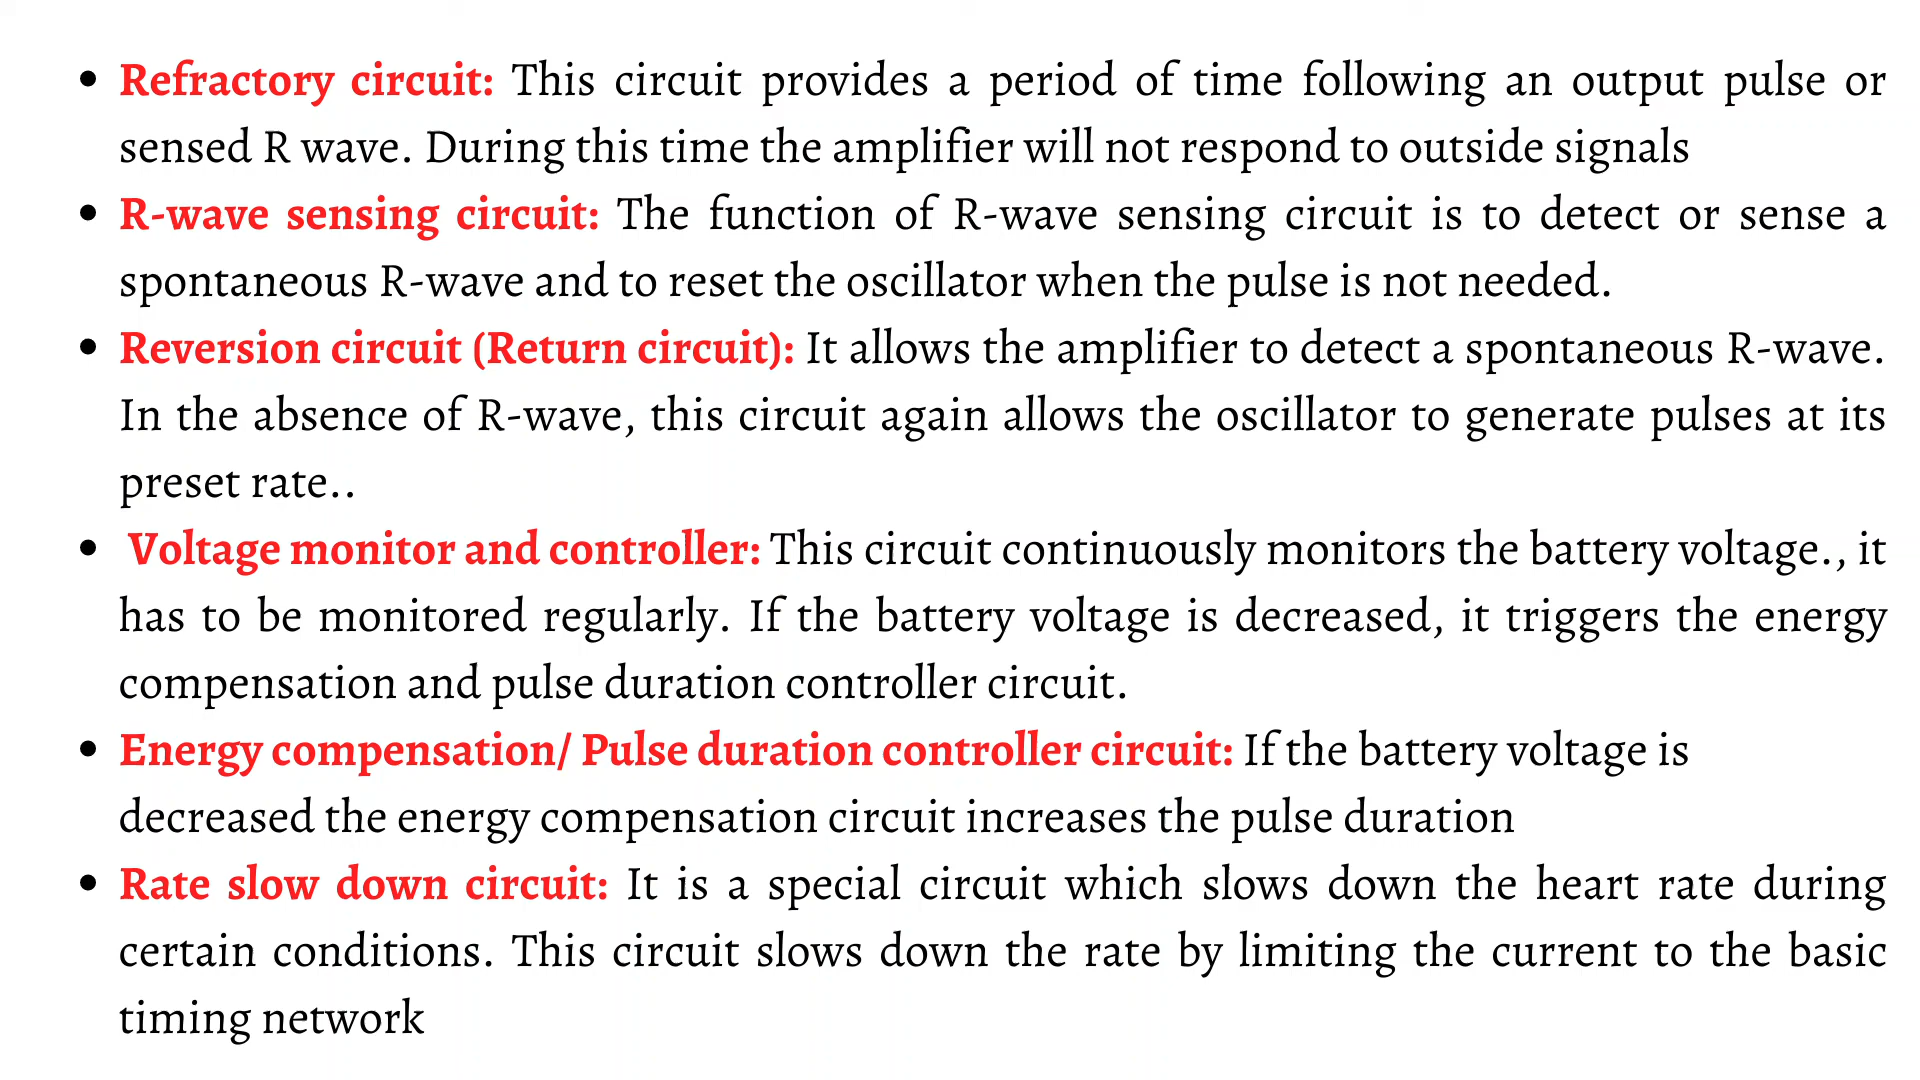 • Refractory circuit: This circuit provides a period of time following an output pulse or
sensed R wave. During this time the amplifier will not respond to outside signals
• R-wave sensing circuit: The function of R-wave sensing circuit is to detect or sense a
spontaneous R-wave and to reset the oscillator when the pulse is not needed.
• Reversion circuit (Return circuit): It allows the amplifier to detect a spontaneous R-wave.
In the absence of R-wave, this circuit again allows the oscillator to generate pulses at its
preset rate..
• Voltage monitor and controller: This circuit continuously monitors the battery voltage., it
has to be monitored regularly. If the battery voltage is decreased, it triggers the energy
compensation and pulse duration controller circuit.
• Energy compensation/ Pulse duration controller circuit: If the battery voltage is
decreased the energy compensation circuit increases the pulse duration
• Rate slow down circuit: It is a special circuit which slows down the heart rate during
certain conditions. This circuit slows down the rate by limiting the current to the basic
timing network